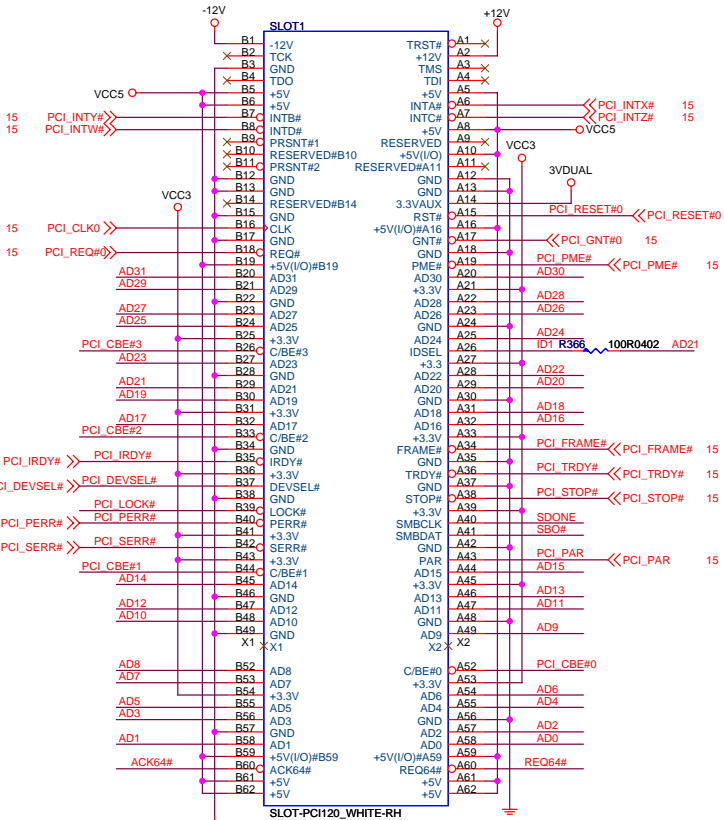 -12V
SLOT1
+12V
B1 -12V TRST# A1
B2 TCK +12V A2
B3 GND TMS A3
B4 TDO TDI A4
VCC5 B5 +5V +5V A5
B6 +5V INTA# A6 PCI_INTX# 15
15 PCI_INTY# B7 INTB# INTC# A7 PCI_INTZ# 15
15 PCI_INTW# B8 INTD# +5V A8 VCC5
B9 PRSNT#1 RESERVED A9
B10 RESERVED#B10 +5V(I/O) A10 VCC3
B11 PRSNT#2 RESERVED#A11 A11
B12 GND GND A12
B13 GND GND A13 3VDUAL
VCC3 B14 RESERVED#B14 3.3VAUX A14
B15 GND RST# A15 PCI_RESET#0 PCI_RESET#0
15 PCI_CLK0 B16 CLK +5V(I/O)#A16 A16
B17 GND GNT# A17 PCI_GNT#0 15
15 PCI_REQ#0 B18 REQ# GND A18
B19 +5V(I/O)#B19 PME# A19 PCI_PME# PCI_PME# 15
AD31 B20 AD31 AD30 A20 AD30
AD29 B21 AD29 +3.3V A21
B22 GND AD28 A22 AD28
AD27 B23 AD27 AD26 A23 AD26
AD25 B24 AD25 GND A24
B25 +3.3V AD24 A25 AD24
PCI_CBE#3 B26 C/BE#3 IDSEL A26 ID1 R366 100R0402 AD21
AD23 B27 AD23 +3.3 A27
B28 GND AD22 A28 AD22
AD21 B29 AD21 AD20 A29 AD20
AD19 B30 AD19 GND A30
B31 +3.3V AD18 A31 AD18
AD17 B32 AD17 AD16 A32 AD16
PCI_CBE#2 B33 C/BE#2 +3.3V A33
B34 GND FRAME# A34 PCI_FRAME# PCI_FRAME# 15
PCI_IRDY# PCI_IRDY# B35 IRDY# GND A35
B36 +3.3V TRDY# A36 PCI_TRDY# PCI_TRDY# 15
CI_DEVSEL# PCI_DEVSEL# B37 DEVSEL# GND A37
B38 GND STOP# A38 PCI_STOP# PCI_STOP# 15
PCI_LOCK# B39 LOCK# +3.3V A39
PCI_PERR# PCI_PERR# B40 PERR# SMBCLK A40 SDONE
B41 +3.3V SMBDAT A41 SBO#
PCI_SERR# PCI_SERR# B42 SERR# GND A42
B43 +3.3V PAR A43 PCI_PAR PCI_PAR 15
PCI_CBE#1 B44 C/BE#1 AD15 A44 AD15
AD14 B45 AD14 +3.3V A45
B46 GND AD13 A46 AD13
AD12 B47 AD12 AD11 A47 AD11
AD10 B48 AD10 GND A48
B49 GND AD9 A49 AD9
X1 X1 X2 X2
AD8 B52 AD8 C/BE#0 A52 PCI_CBE#0
AD7 B53 AD7 +3.3V A53
B54 +3.3V AD6 A54 AD6
AD5 B55 AD5 AD4 A55 AD4
AD3 B56 AD3 GND A56
B57 GND AD2 A57 AD2
AD1 B58 AD1 AD0 A58 AD0
B59 +5V(I/O)#B59 +5V(I/O)#A59 A59
ACK64# B60 ACK64# REQ64# A60 REQ64#
B61 +5V +5V A61
B62 +5V +5V A62
SLOT-PCI120_WHITE-RH